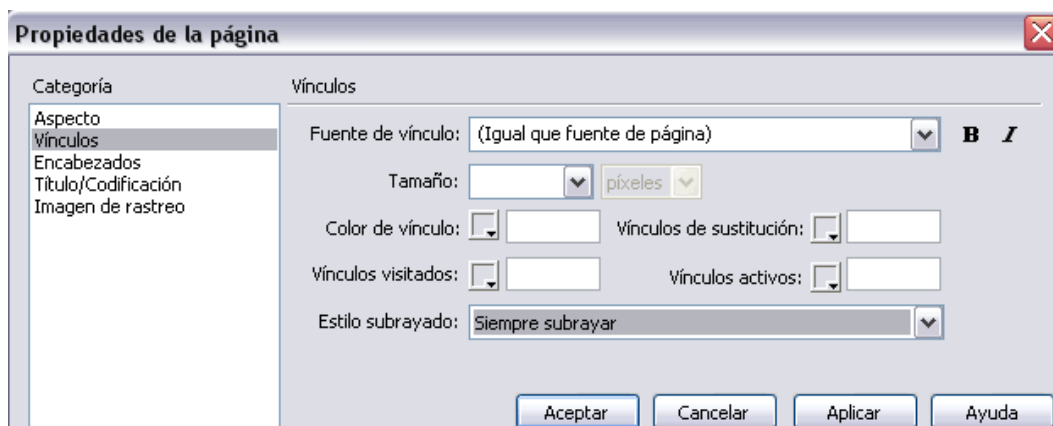 Propiedades de la página
Categoría
Aspecto
Vínculos
Encabezados
Título/Codificación
Imagen de rastreo
Vínculos
Fuente de vínculo: (Igual que fuente de página) B I
Tamaño: píxeles
Color de vínculo: Vínculos de sustitución:
Vínculos visitados: Vínculos activos:
Estilo subrayado: Siempre subrayar
Aceptar Cancelar Aplicar Ayuda